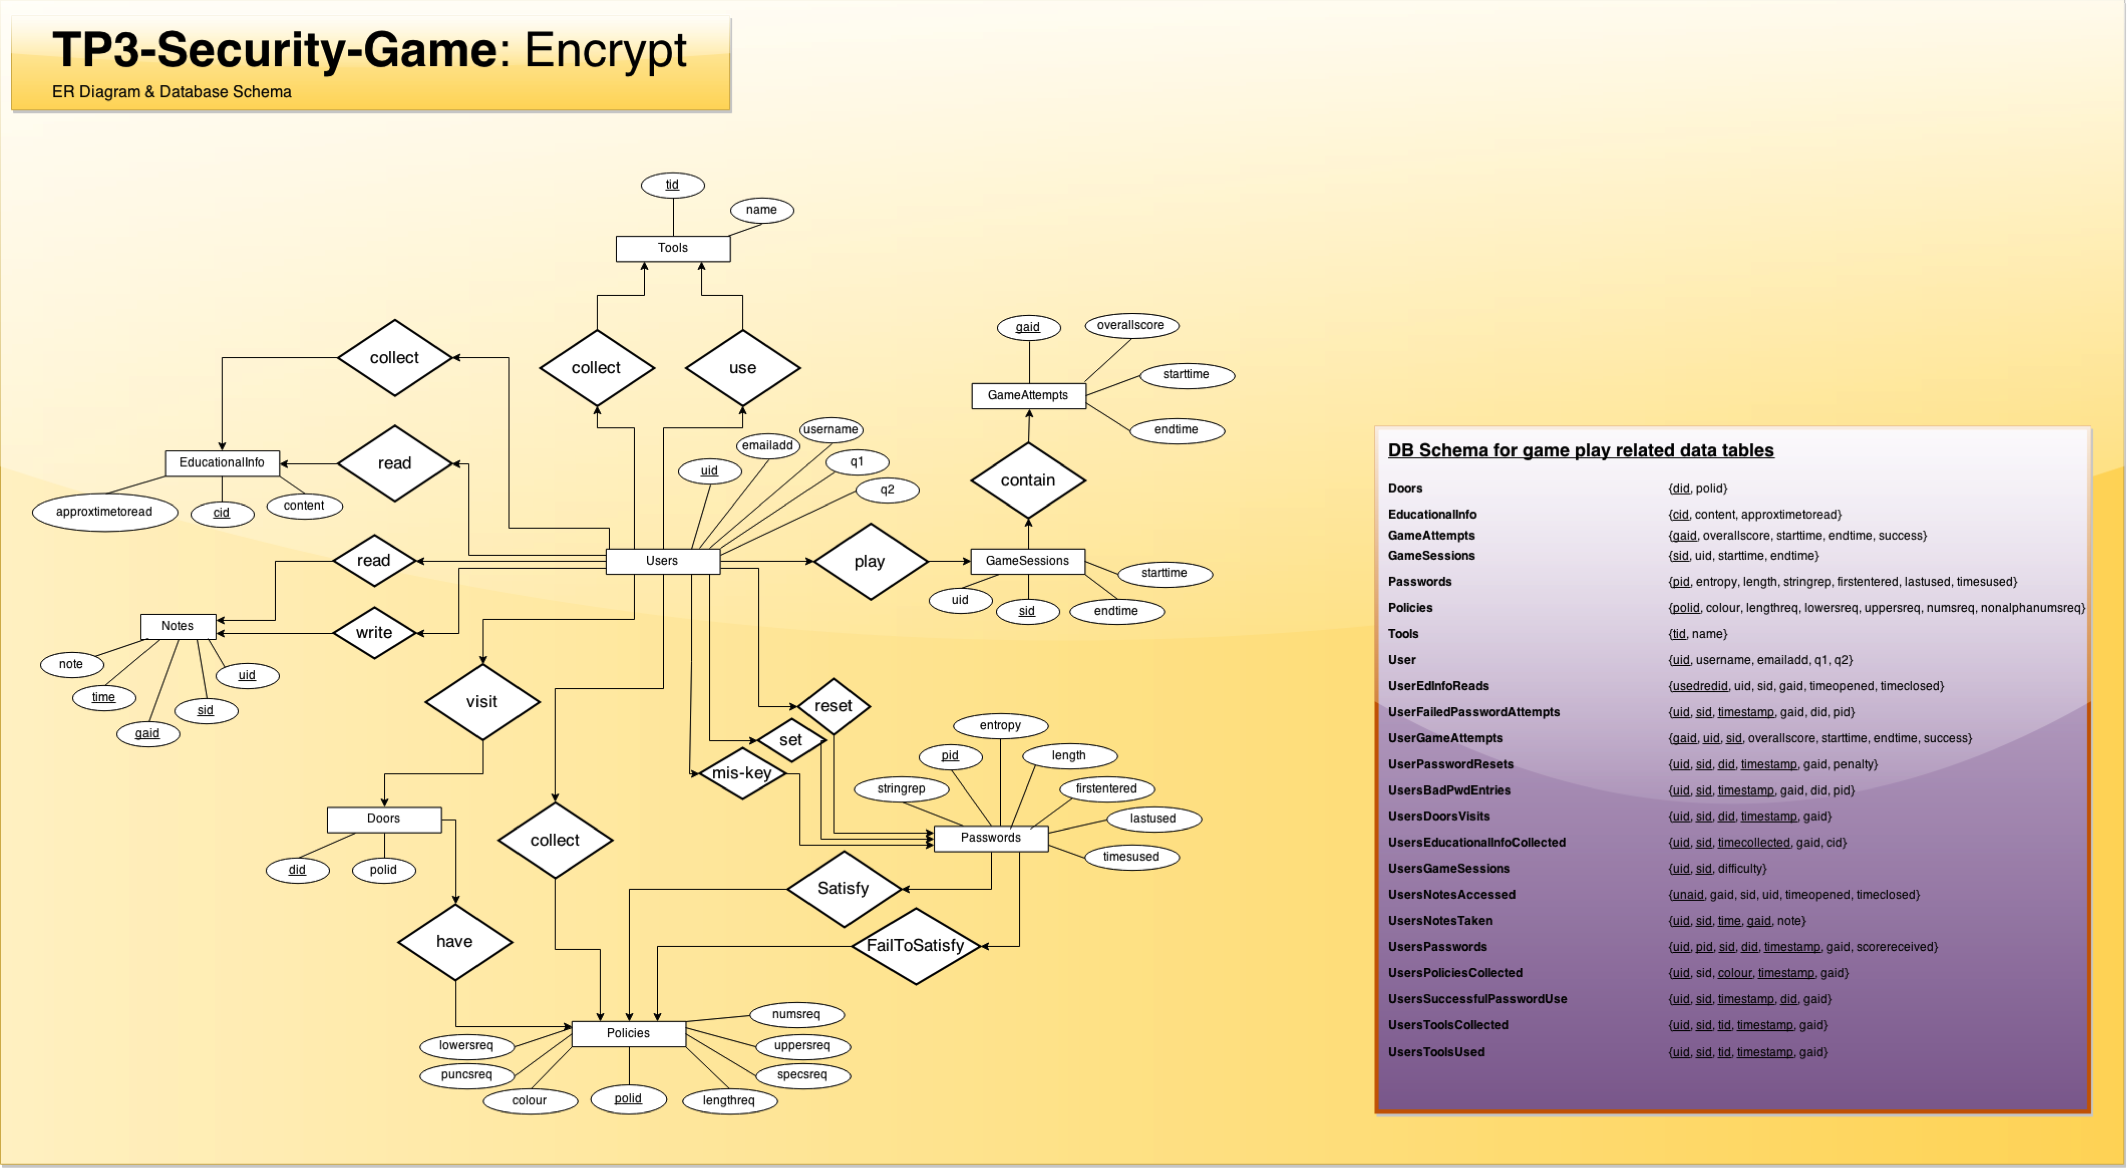 TP3-Security-Game: Encrypt
ER Diagram & Database Schema
tid
name
Tools
collect
collect
use
gaid
overallscore
starttime
GameAttempts
endtime
EducationalInfo
read
approxtimetoread
cid
content
uid
emailadd
username
q1
q2
contain
read
Users
play
GameSessions
starttime
uid
sid
endtime
Notes
write
note
time
gaid
sid
uid
visit
reset
set
mis-key
entropy
pid
length
stringrep
firstentered
lastused
Passwords
timesused
Doors
did
polid
collect
Satisfy
have
FailToSatisfy
Policies
numsreq
lowersreq
uppersreq
puncsreq
specsreq
colour
polid
lengthreq
DB Schema for game play related data tables
Doors {did, polid}
EducationalInfo {cid, content, approxtimetoread}
GameAttempts {gaid, overallscore, starttime, endtime, success}
GameSessions {sid, uid, starttime, endtime}
Passwords {pid, entropy, length, stringrep, firstentered, lastused, timesused}
Policies {polid, colour, lengthreq, lowersreq, uppersreq, numsreq, nonalphanumsreq}
Tools {tid, name}
User {uid, username, emailadd, q1, q2}
UserEdInfoReads {usedredid, uid, sid, gaid, timeopened, timeclosed}
UserFailedPasswordAttempts {uid, sid, timestamp, gaid, did, pid}
UserGameAttempts {gaid, uid, sid, overallscore, starttime, endtime, success}
UserPasswordResets {uid, sid, did, timestamp, gaid, penalty}
UsersBadPwdEntries {uid, sid, timestamp, gaid, did, pid}
UsersDoorsVisits {uid, sid, did, timestamp, gaid}
UsersEducationalInfoCollected {uid, sid, timecollected, gaid, cid}
UsersGameSessions {uid, sid, difficulty}
UsersNotesAccessed {unaid, gaid, sid, uid, timeopened, timeclosed}
UsersNotesTaken {uid, sid, time, gaid, note}
UsersPasswords {uid, pid, sid, did, timestamp, gaid, scorereceived}
UsersPoliciesCollected {uid, sid, colour, timestamp, gaid}
UsersSuccessfulPasswordUse {uid, sid, timestamp, did, gaid}
UsersToolsCollected {uid, sid, tid, timestamp, gaid}
UsersToolsUsed {uid, sid, tid, timestamp, gaid}